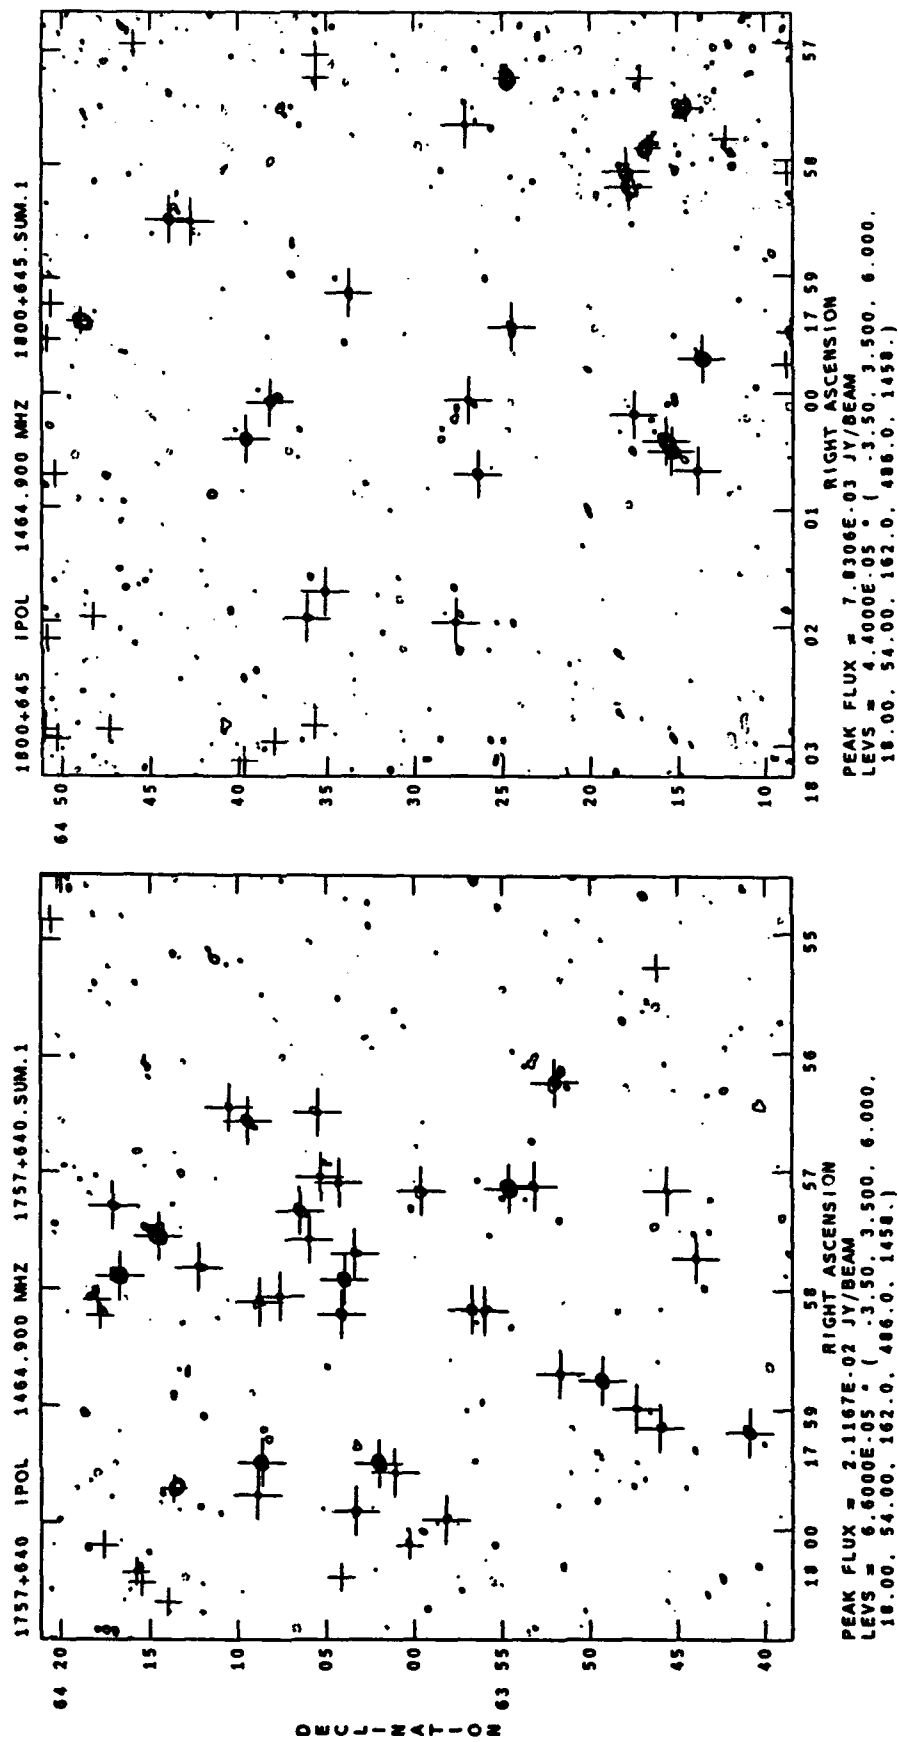 1757+640 IPOL 1464.900 MHZ 1757+640.SUM.1
64 20
15
10
05
00
63 55
50
45
40
DECLINATION
18 00 17 59 58 57 56 55
RIGHT ASCENSION
PEAK FLUX = 2.1167E-02 JY/BEAM
LEVS = 6.6000E-05 * ( -3.50, 3.500, 6.000,
18.00, 54.00, 162.0, 486.0, 1458.)
1800+645 IPOL 1464.900 MHZ 1800+645.SUM.1
64 50
45
40
35
30
25
20
15
10
18 03 02 01 00 17 59 58 57
RIGHT ASCENSION
PEAK FLUX = 7.8306E-03 JY/BEAM
LEVS = 4.4000E-05 * ( -3.50, 3.500, 6.000,
18.00, 54.00, 162.0, 486.0, 1458.)